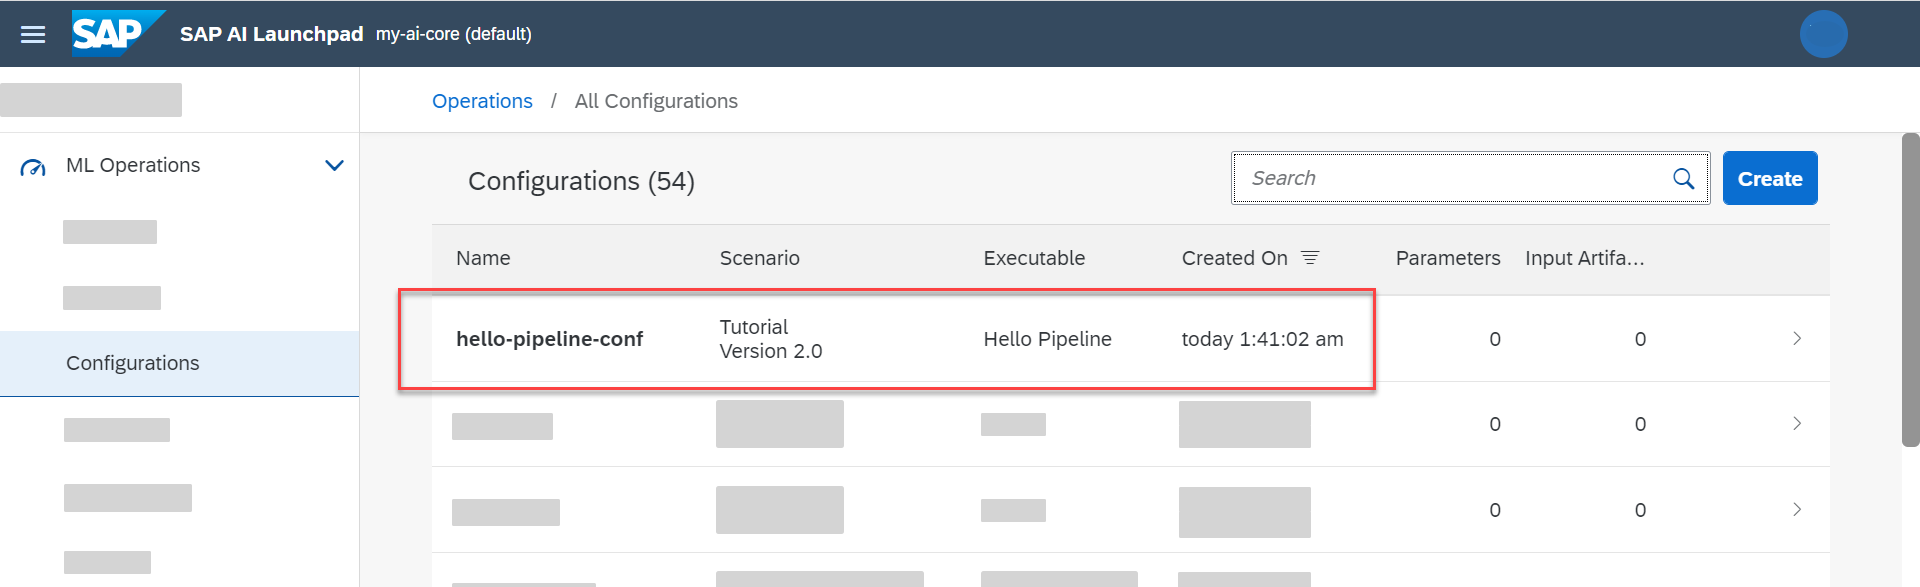 SAP SAP AI Launchpad my-ai-core (default)
Operations / All Configurations
ML Operations
Configurations
Configurations (54)
Search
Create
Name Scenario Executable Created On Parameters Input Artifa...
hello-pipeline-conf Tutorial Hello Pipeline today 1:41:02 am 0 0
Version 2.0
0 0
0 0